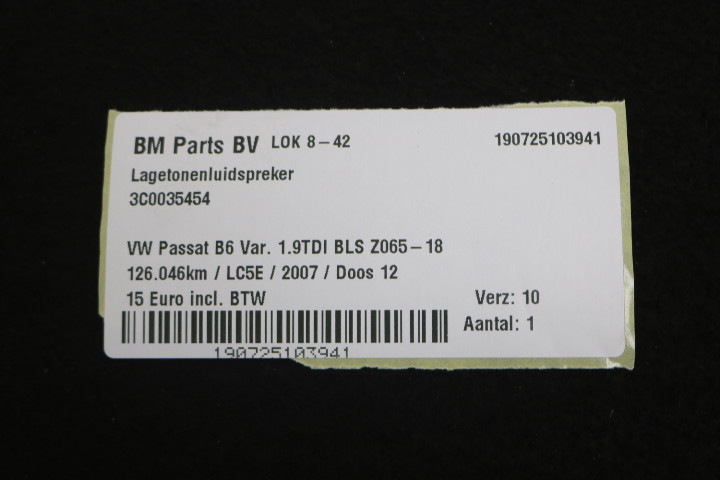 BM Parts BV LOK 8-42 190725103941
Lagetonenluidspreker
3C0035454
VW Passat B6 Var. 1.9TDI BLS Z065-18
126.046km / LC5E / 2007 / Doos 12
15 Euro incl. BTW Verz: 10
Aantal: 1
190725103941